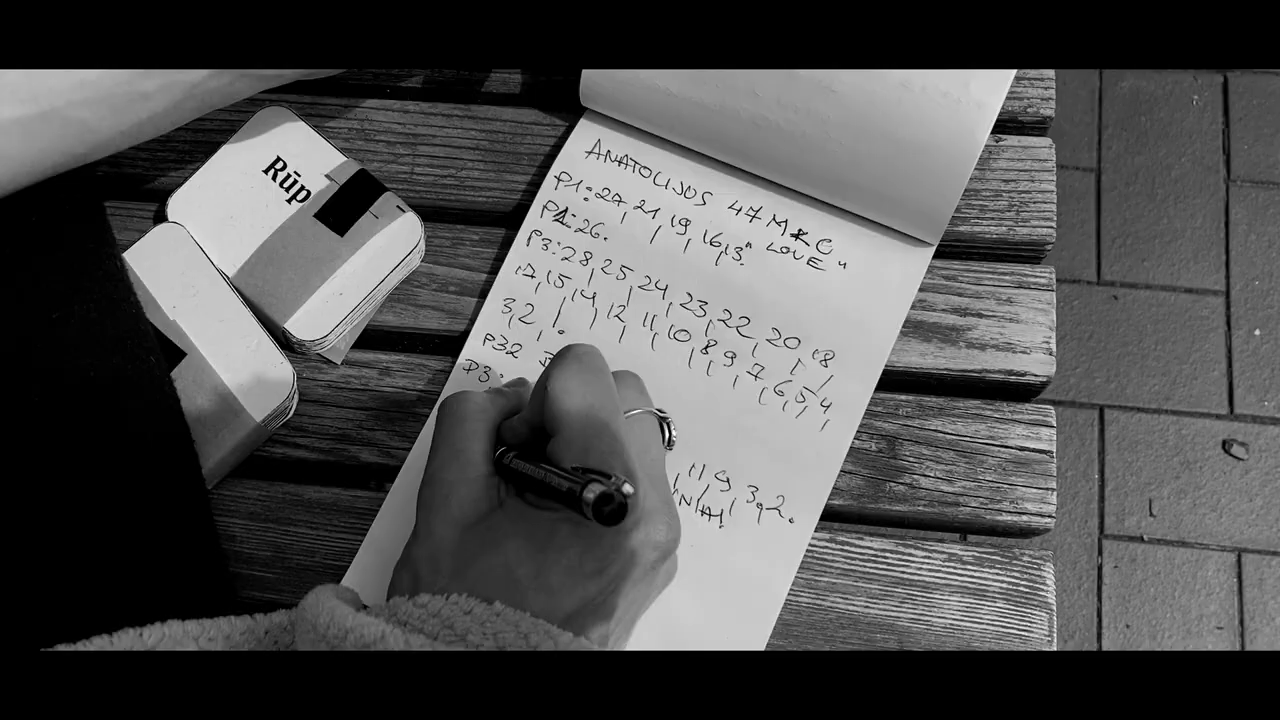 Rūp
ANATOLIJOS 47 M C
P1: 27, 21, 19, 16, 13. "LOVE"
P2: 26.
P3: 28, 25, 24, 23, 22, 20, 18,
17, 15, 14, 12, 11, 10, 8, 9, 7, 6, 5, 4,
3, 2, 1.
P32
P3:
11, 9, 3, 2.